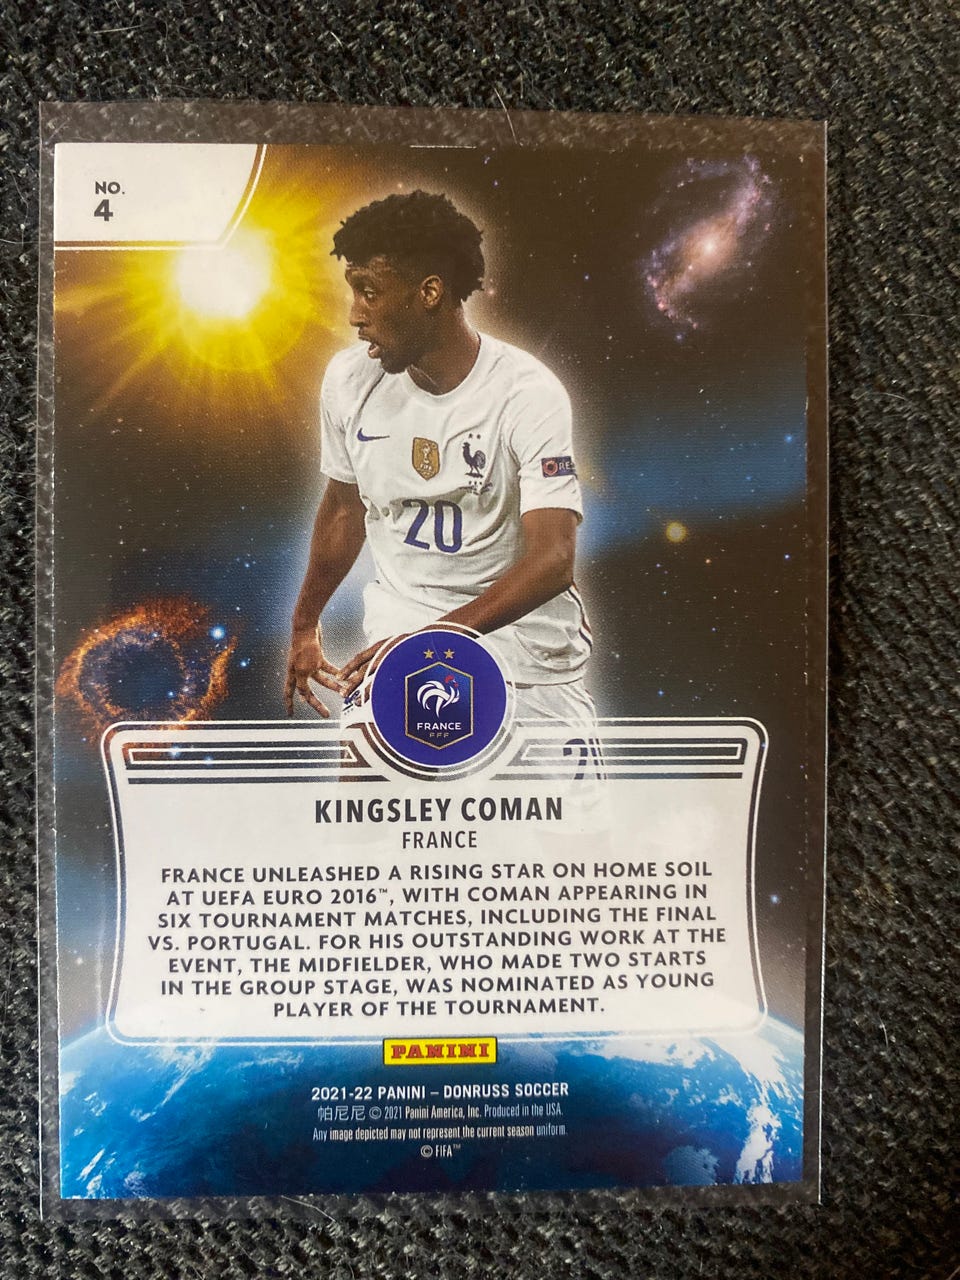 NO.
4
FIFA
RES
20
FRANCE
FFF
KINGSLEY COMAN
FRANCE
FRANCE UNLEASHED A RISING STAR ON HOME SOIL
AT UEFA EURO 2016™, WITH COMAN APPEARING IN
SIX TOURNAMENT MATCHES, INCLUDING THE FINAL
VS. PORTUGAL. FOR HIS OUTSTANDING WORK AT THE
EVENT, THE MIDFIELDER, WHO MADE TWO STARTS
IN THE GROUP STAGE, WAS NOMINATED AS YOUNG
PLAYER OF THE TOURNAMENT.
PANINI
2021-22 PANINI – DONRUSS SOCCER
帕尼尼 © 2021 Panini America, Inc. Produced in the USA.
Any image depicted may not represent the current season uniform.
© FIFA™